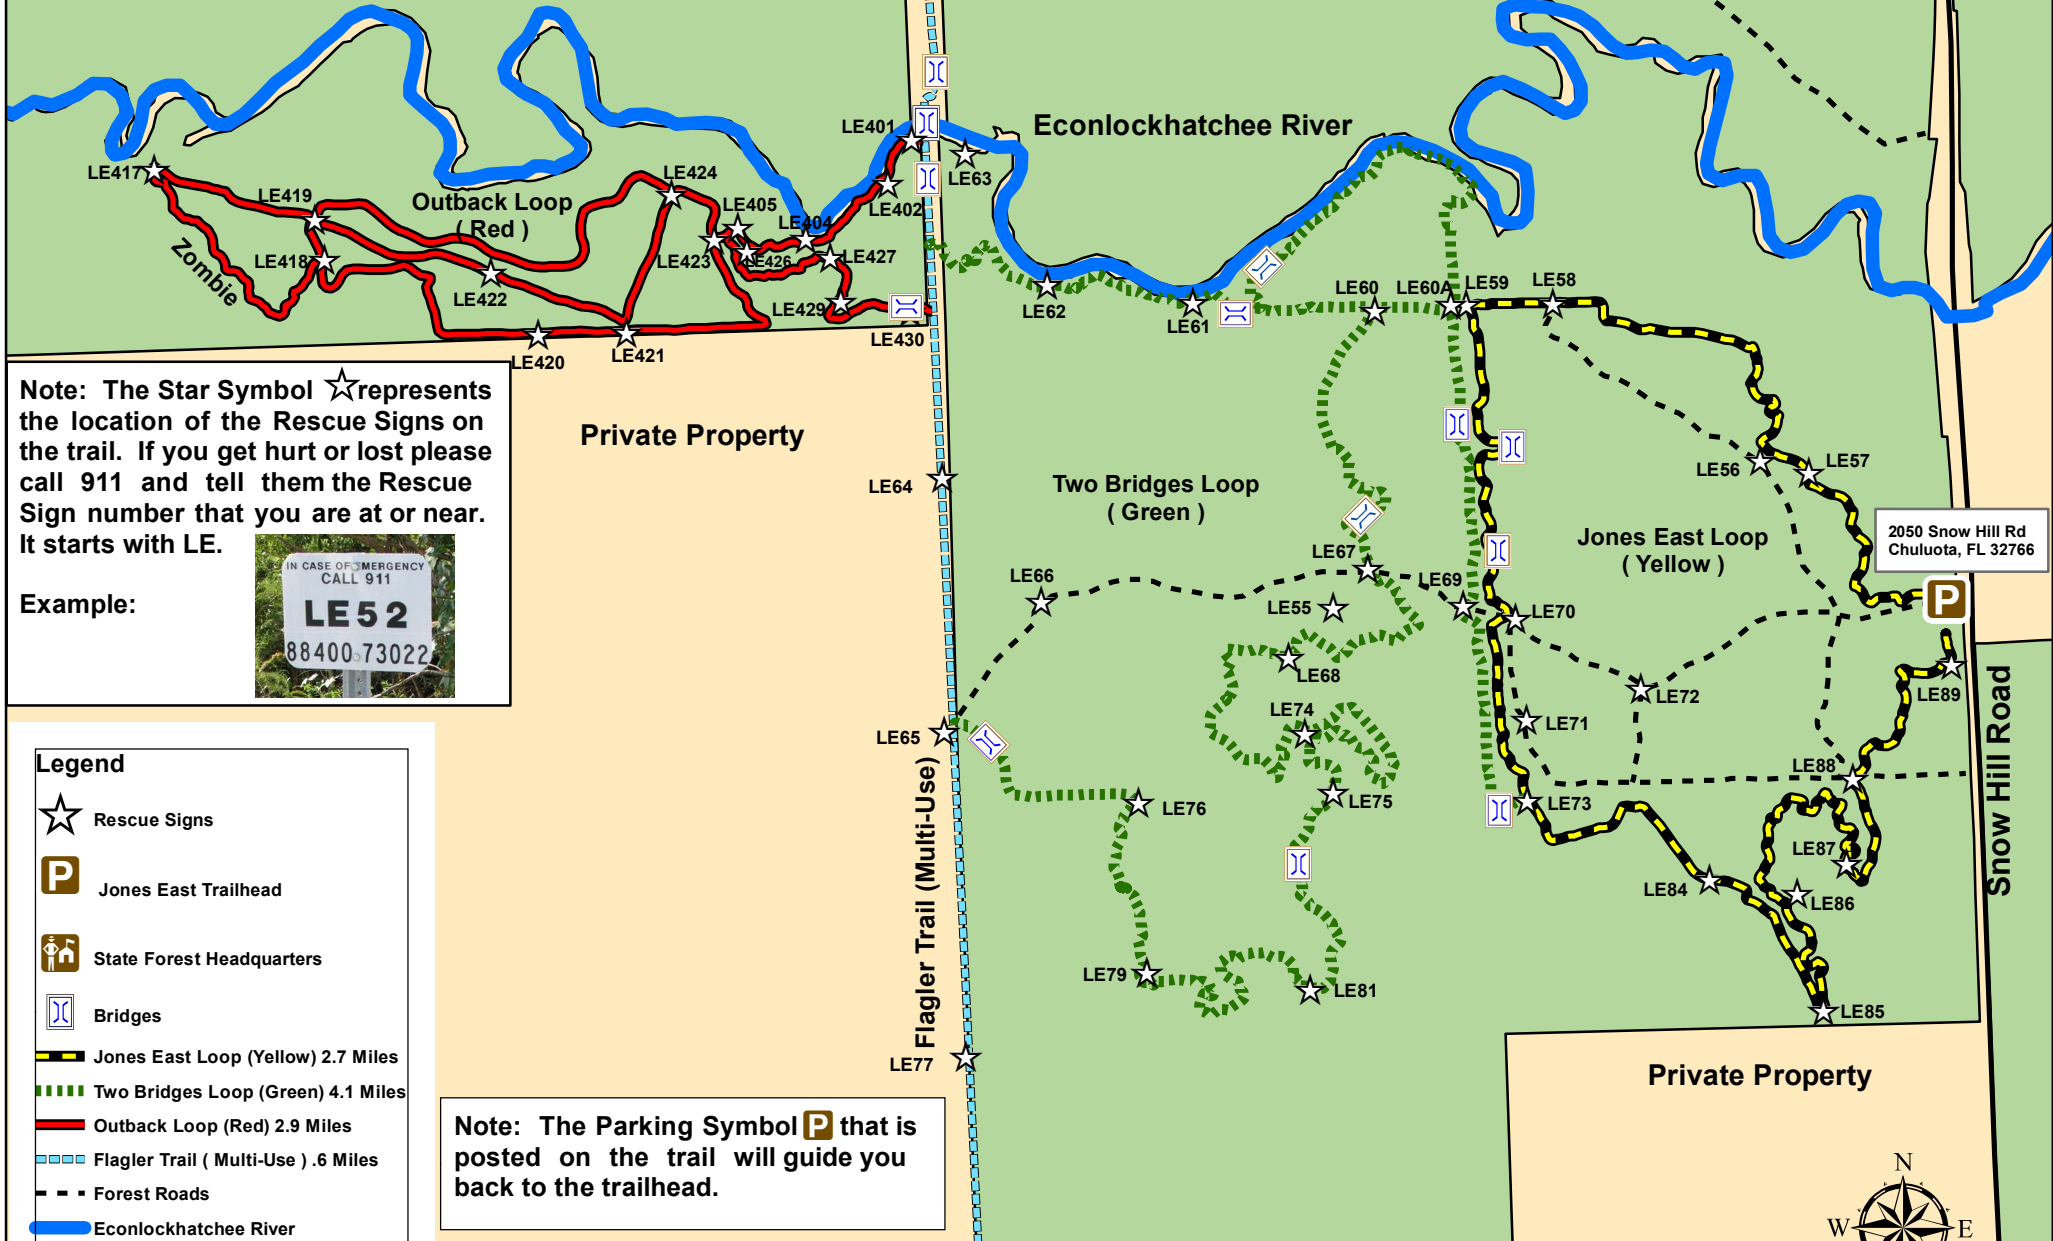 Econlockhatchee River
LE401
LE63
LE402
LE417
LE419
Outback Loop
( Red )
LE424
LE405
LE404
LE423
LE426
LE427
LE418
Zombie
LE422
LE429
LE430
LE420
LE421
LE62
LE61
LE60
LE60A
LE59
LE58
Note: The Star Symbol represents
the location of the Rescue Signs on
the trail. If you get hurt or lost please
call 911 and tell them the Rescue
Sign number that you are at or near.
It starts with LE.
Example:
IN CASE OF EMERGENCY
CALL 911
LE52
88400 73022
Private Property
LE64
Two Bridges Loop
( Green )
LE56
LE57
Jones East Loop
( Yellow )
2050 Snow Hill Rd
Chuluota, FL 32766
P
LE67
LE66
LE55
LE69
LE70
LE68
LE72
LE89
LE74
LE71
LE65
LE88
LE76
LE75
LE73
LE87
LE84
LE86
LE79
LE81
LE85
LE77
Flagler Trail (Multi-Use)
Snow Hill Road
Private Property
Legend
Rescue Signs
P Jones East Trailhead
State Forest Headquarters
Bridges
Jones East Loop (Yellow) 2.7 Miles
Two Bridges Loop (Green) 4.1 Miles
Outback Loop (Red) 2.9 Miles
Flagler Trail ( Multi-Use ) .6 Miles
Forest Roads
Econlockhatchee River
Note: The Parking Symbol P that is
posted on the trail will guide you
back to the trailhead.
N
W E